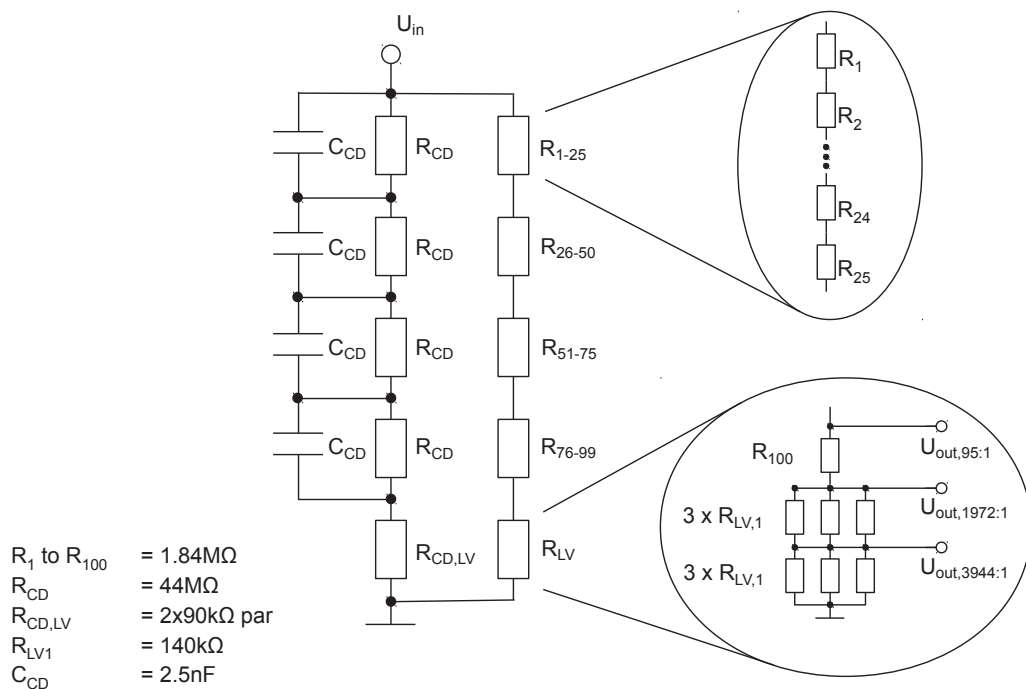 U_in
R_1
R_2
R_24
R_25
C_CD R_CD R_1-25
C_CD R_CD R_26-50
C_CD R_CD R_51-75
C_CD R_CD R_76-99
R_CD,LV R_LV
R_100 U_out,95:1
3 x R_LV,1 U_out,1972:1
3 x R_LV,1 U_out,3944:1
R_1 to R_100 = 1.84MΩ
R_CD = 44MΩ
R_CD,LV = 2x90kΩ par
R_LV1 = 140kΩ
C_CD = 2.5nF